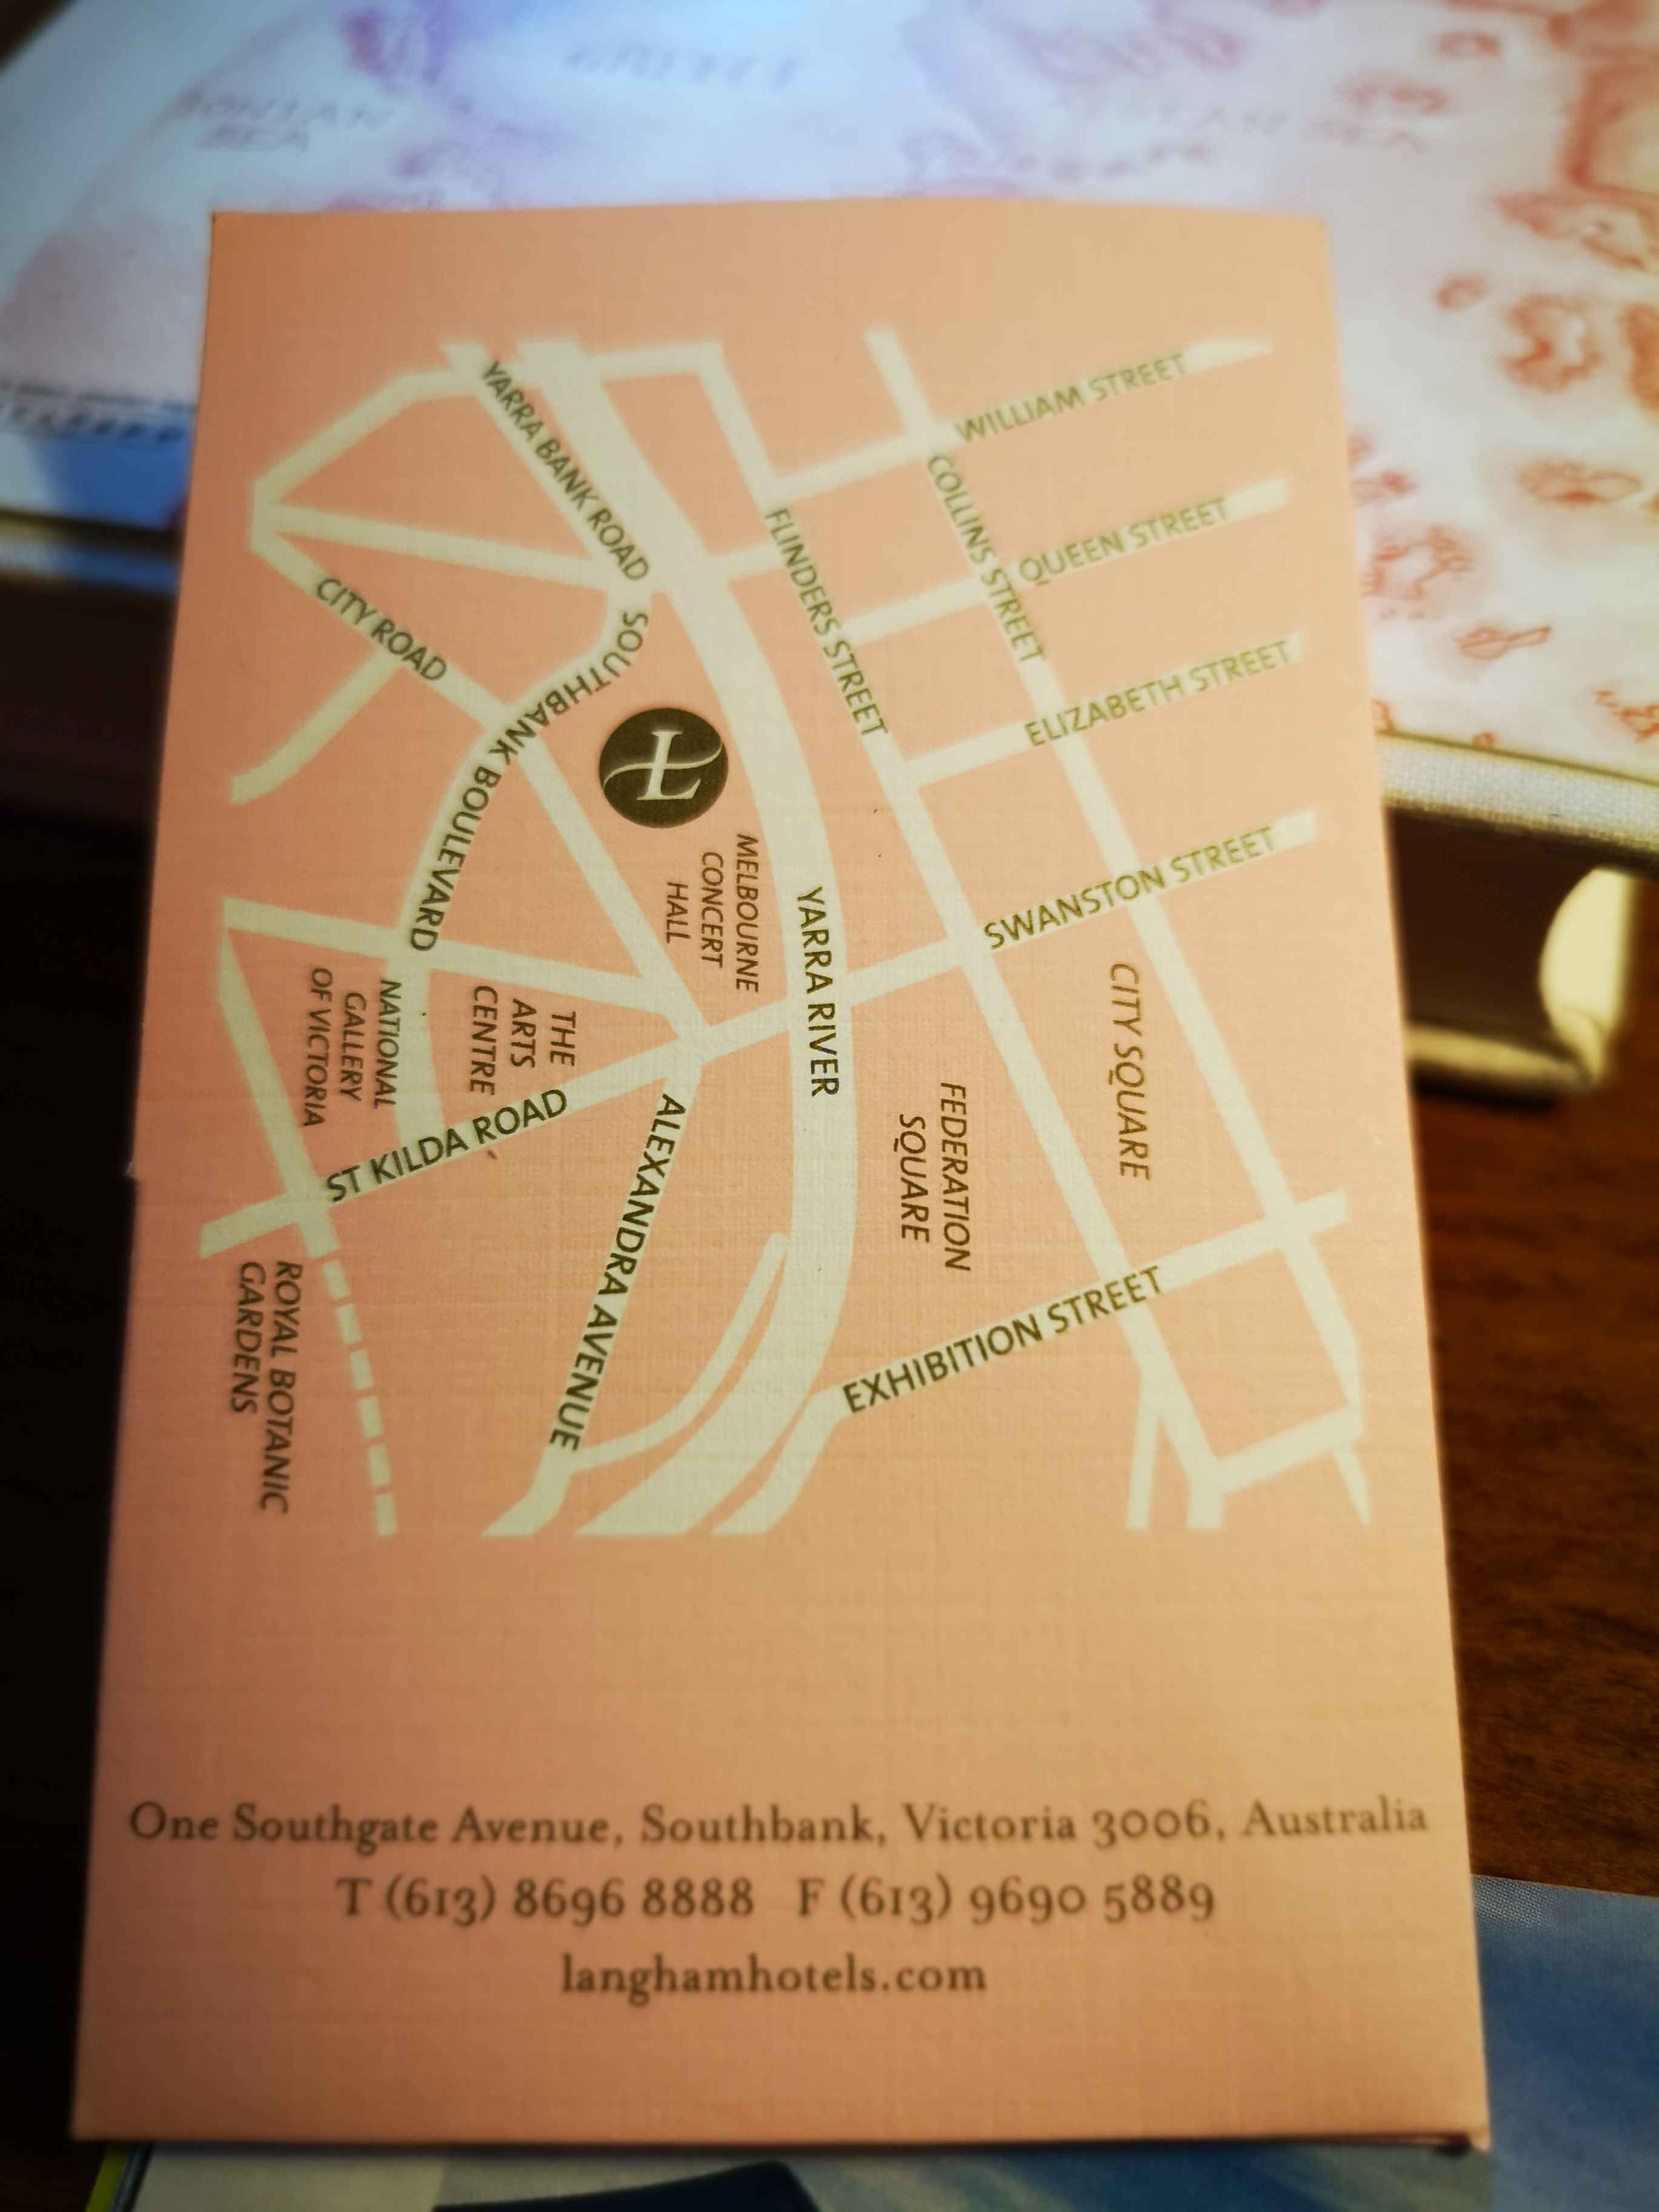 WILLIAM STREET
COLLINS STREET
QUEEN STREET
YARRA BANK ROAD
FLINDERS STREET
ELIZABETH STREET
CITY ROAD
SOUTHBANK BOULEVARD
L
SWANSTON STREET
MELBOURNE
CONCERT
HALL
YARRA RIVER
CITY SQUARE
THE
ARTS
CENTRE
NATIONAL
GALLERY
OF VICTORIA
ST KILDA ROAD
FEDERATION
SQUARE
ALEXANDRA AVENUE
EXHIBITION STREET
ROYAL BOTANIC
GARDENS
One Southgate Avenue, Southbank, Victoria 3006, Australia
T (613) 8696 8888 F (613) 9690 5889
langhamhotels.com